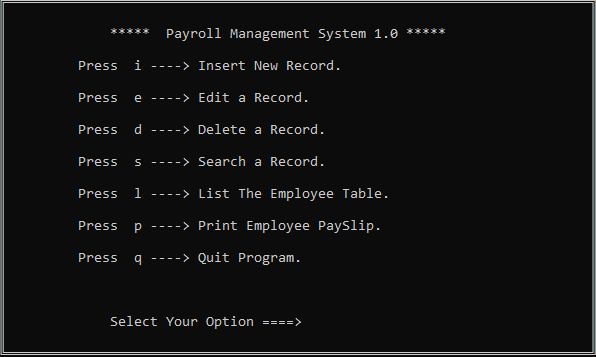 ***** Payroll Management System 1.0 *****
Press i ----> Insert New Record.
Press e ----> Edit a Record.
Press d ----> Delete a Record.
Press s ----> Search a Record.
Press l ----> List The Employee Table.
Press p ----> Print Employee PaySlip.
Press q ----> Quit Program.
Select Your Option ====>